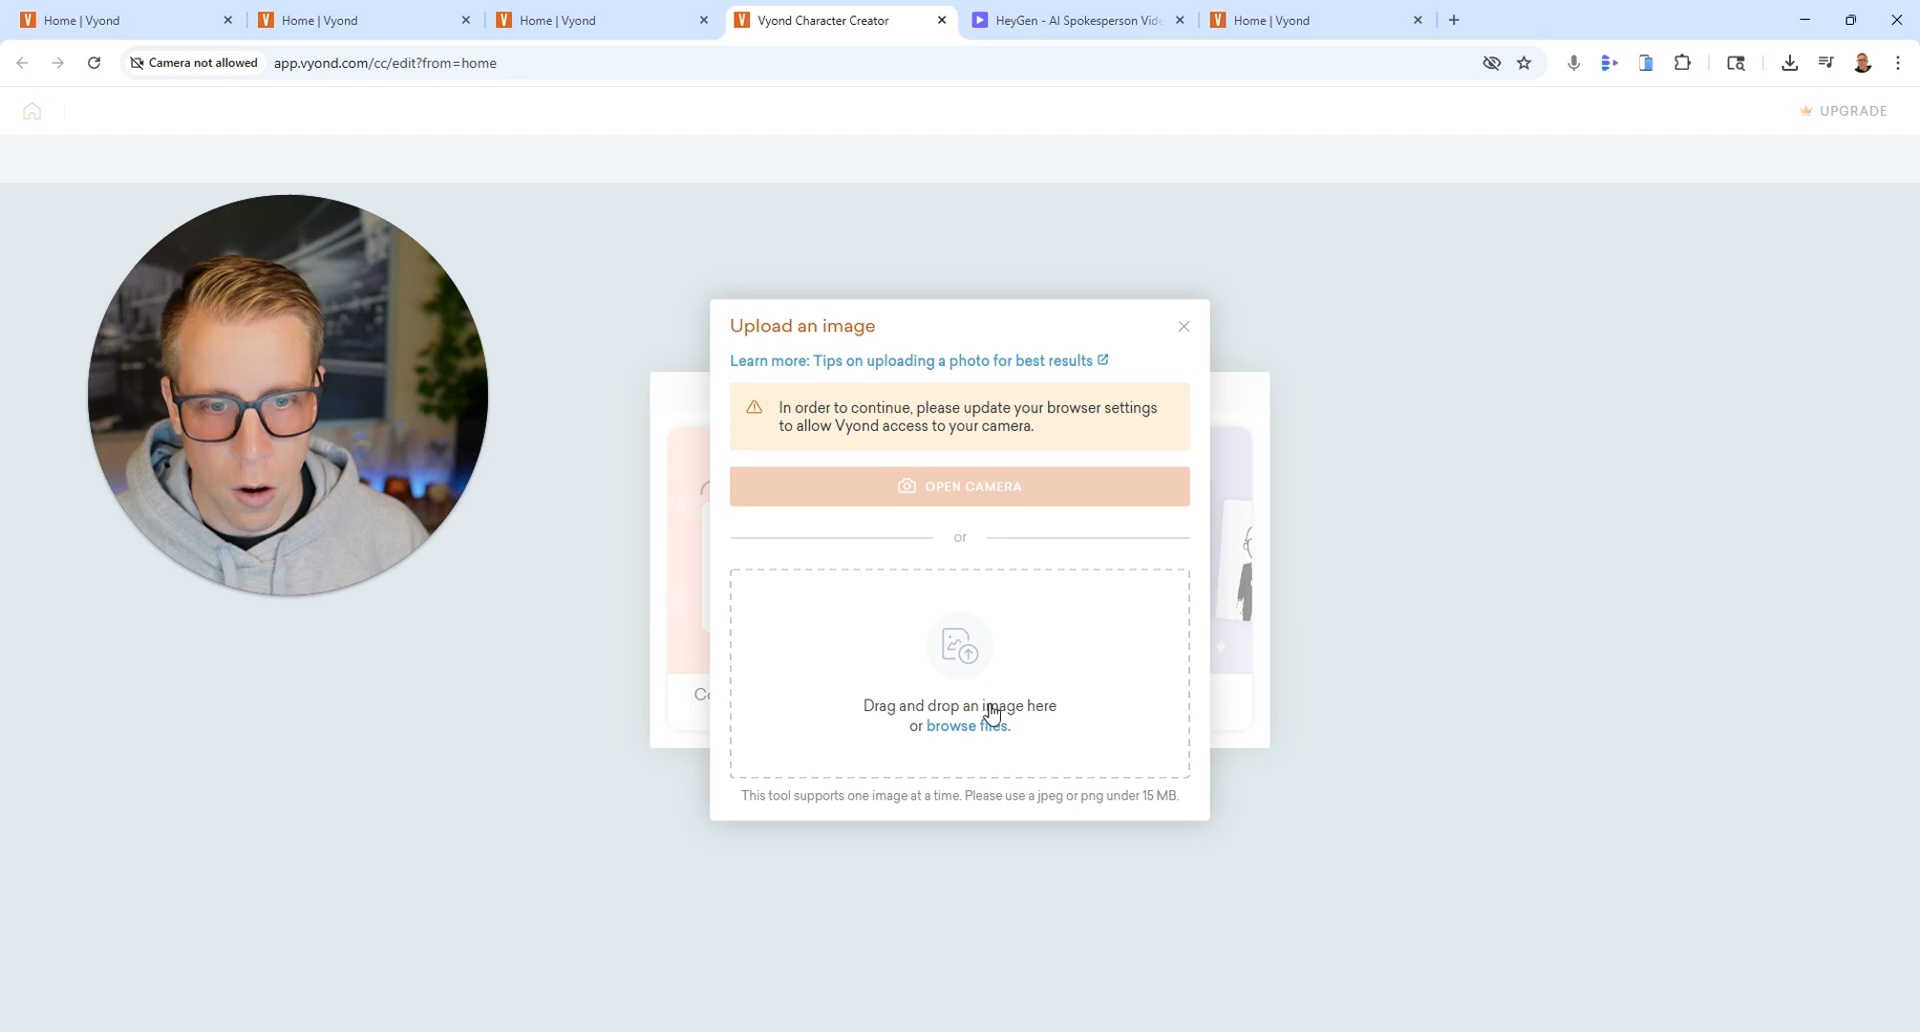 Home | Vyond
Home | Vyond
Home | Vyond
Vyond Character Creator
HeyGen - AI Spokesperson Vide
Home | Vyond
Camera not allowed
app.vyond.com/cc/edit?from=home
UPGRADE
Upload an image
Learn more: Tips on uploading a photo for best results
In order to continue, please update your browser settings
to allow Vyond access to your camera.
OPEN CAMERA
or
Drag and drop an image here
or browse files.
This tool supports one image at a time. Please use a jpeg or png under 15 MB.